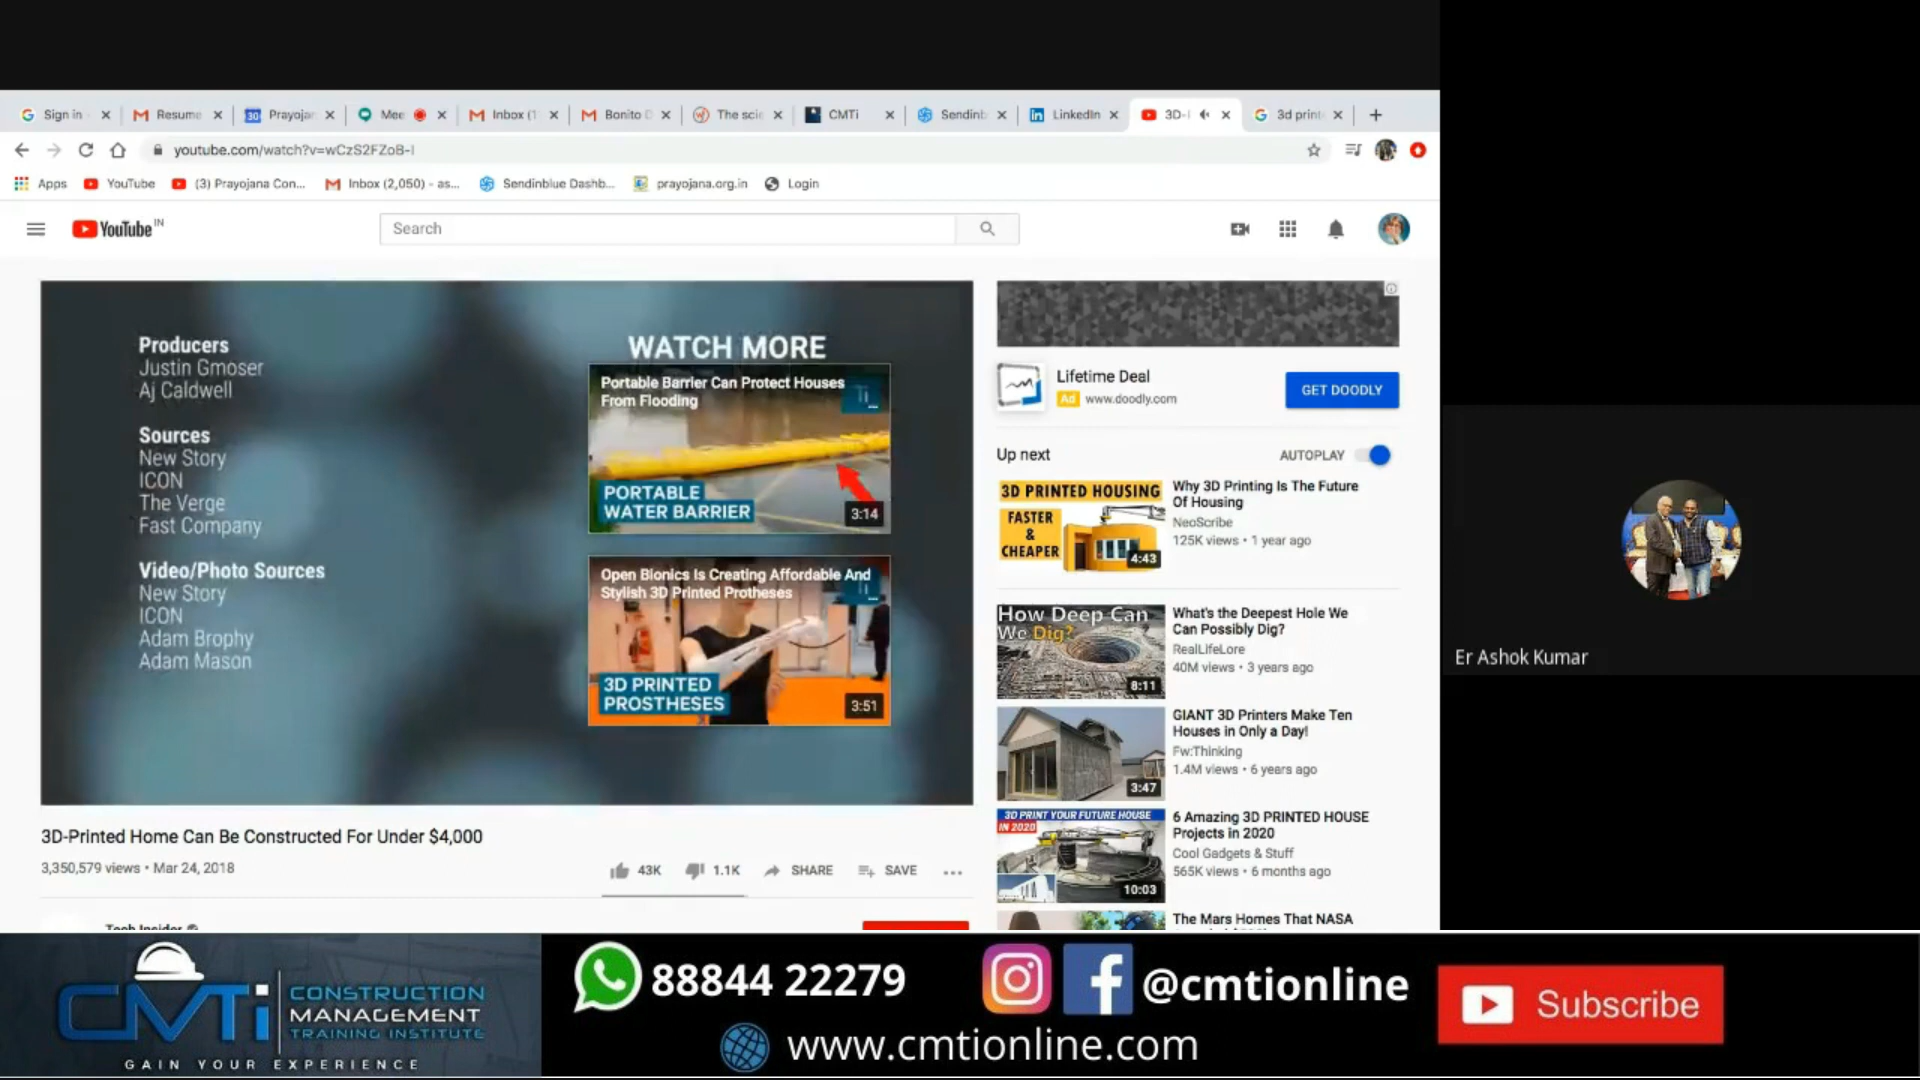 Sign in
Resume
30
Prayoja
Mee
Inbox (1
Bonito D
The scie
CMTi
Sendinb
LinkedIn
3D-
3d print
youtube.com/watch?v=wCzS2FZoB-I
Apps
YouTube
(3) Prayojana Con...
Inbox (2,050) - as...
Sendinblue Dashb...
prayojana.org.in
Login
YouTube IN
Search
Producers
Justin Gmoser
Aj Caldwell
Sources
New Story
ICON
The Verge
Fast Company
Video/Photo Sources
New Story
ICON
Adam Brophy
Adam Mason
WATCH MORE
Portable Barrier Can Protect Houses
From Flooding
PORTABLE
WATER BARRIER
3:14
Open Bionics Is Creating Affordable And
Stylish 3D Printed Protheses
3D PRINTED
PROSTHESES
3:51
3D-Printed Home Can Be Constructed For Under $4,000
3,350,579 views • Mar 24, 2018
43K
1.1K
SHARE
SAVE
Tech Insider
Lifetime Deal
Ad www.doodly.com
GET DOODLY
Up next
AUTOPLAY
3D PRINTED HOUSING
FASTER
&
CHEAPER
4:43
Why 3D Printing Is The Future
Of Housing
NeoScribe
125K views • 1 year ago
How Deep Can
We Dig?
8:11
What's the Deepest Hole We
Can Possibly Dig?
RealLifeLore
40M views • 3 years ago
3:47
GIANT 3D Printers Make Ten
Houses in Only a Day!
Fw:Thinking
1.4M views • 6 years ago
3D PRINT YOUR FUTURE HOUSE
IN 2020
10:03
6 Amazing 3D PRINTED HOUSE
Projects in 2020
Cool Gadgets & Stuff
565K views • 6 months ago
The Mars Homes That NASA
Er Ashok Kumar
CMTi
CONSTRUCTION
MANAGEMENT
TRAINING INSTITUTE
GAIN YOUR EXPERIENCE
88844 22279
@cmtionline
www.cmtionline.com
Subscribe